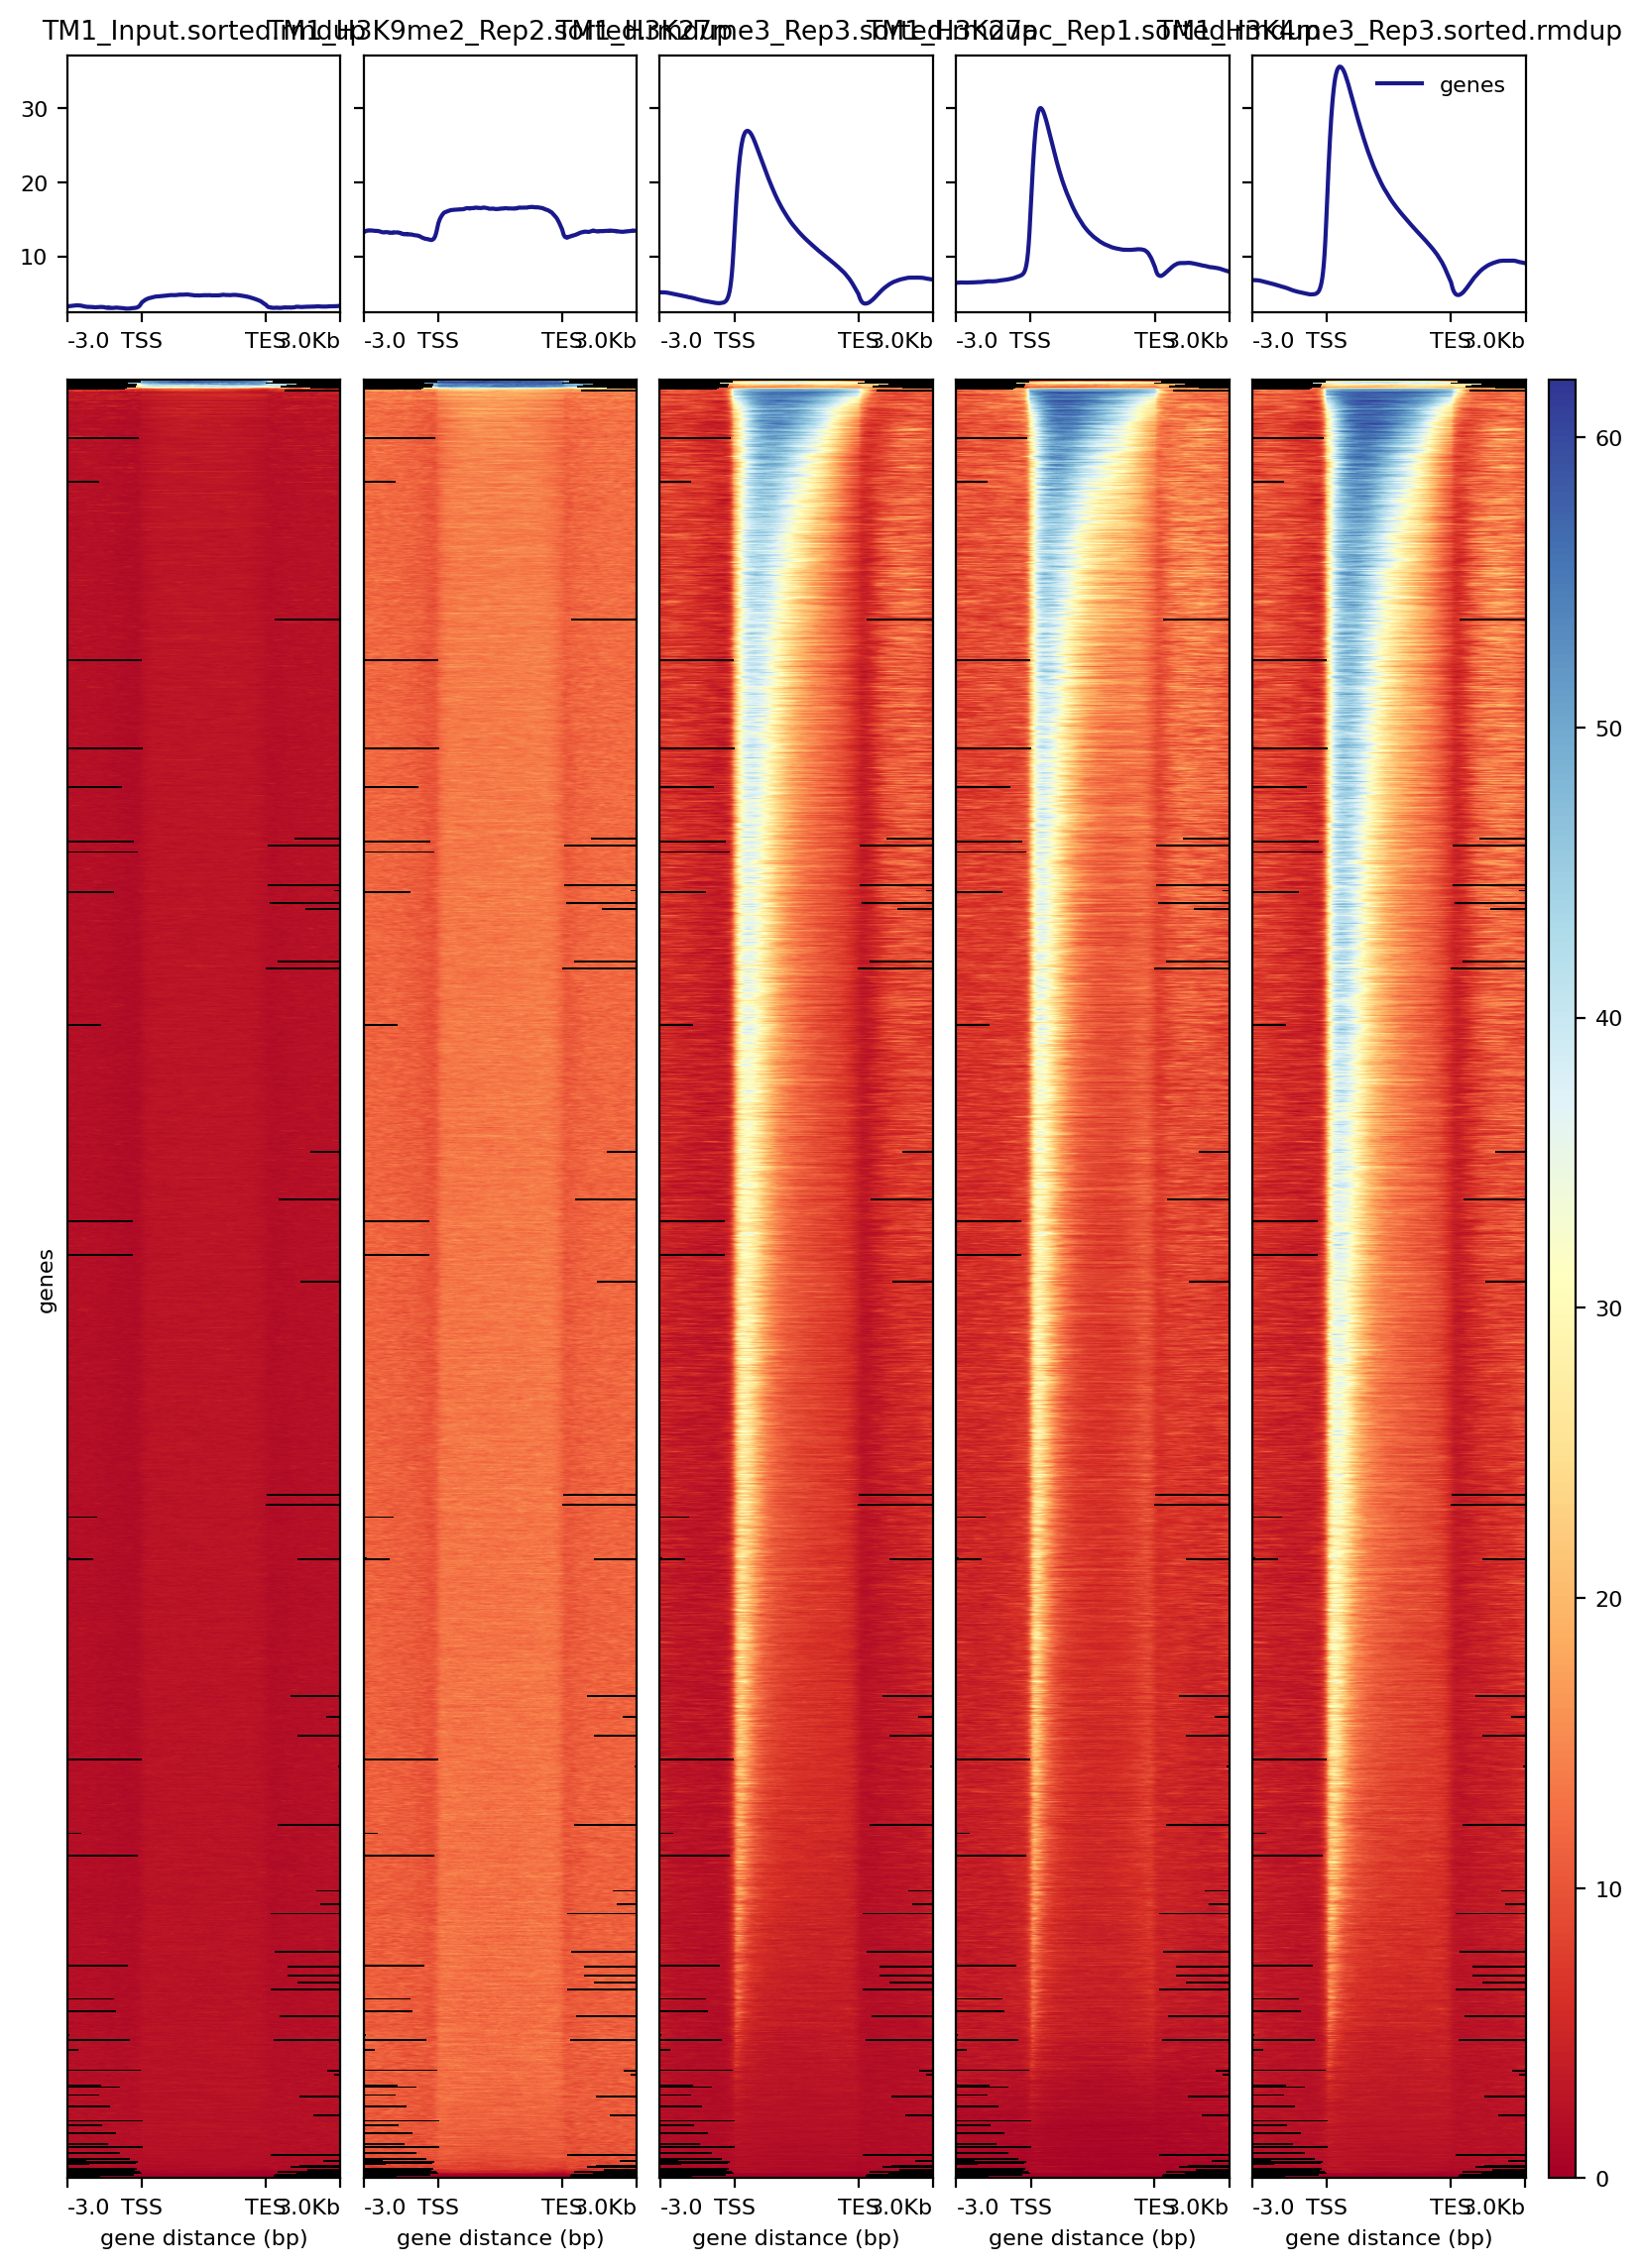 TM1_Input.sorted.rmdup
TM1_H3K9me2_Rep2.sorted.rmdup
TM1_H3K27me3_Rep3.sorted.rmdup
TM1_H3K27ac_Rep1.sorted.rmdup
TM1_H3K4me3_Rep3.sorted.rmdup
genes
30
20
10
-3.0 TSS TES 3.0Kb
-3.0 TSS TES 3.0Kb
-3.0 TSS TES 3.0Kb
-3.0 TSS TES 3.0Kb
-3.0 TSS TES 3.0Kb
genes
60
50
40
30
20
10
0
-3.0 TSS TES 3.0Kb
-3.0 TSS TES 3.0Kb
-3.0 TSS TES 3.0Kb
-3.0 TSS TES 3.0Kb
-3.0 TSS TES 3.0Kb
gene distance (bp)
gene distance (bp)
gene distance (bp)
gene distance (bp)
gene distance (bp)